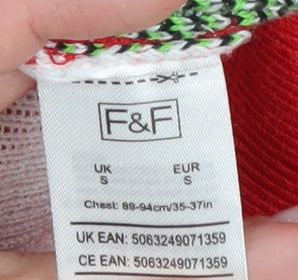 F&F
UK EUR
S S
Chest: 89-94cm/35-37in
UK EAN: 5063249071359
CE EAN: 5063249071359